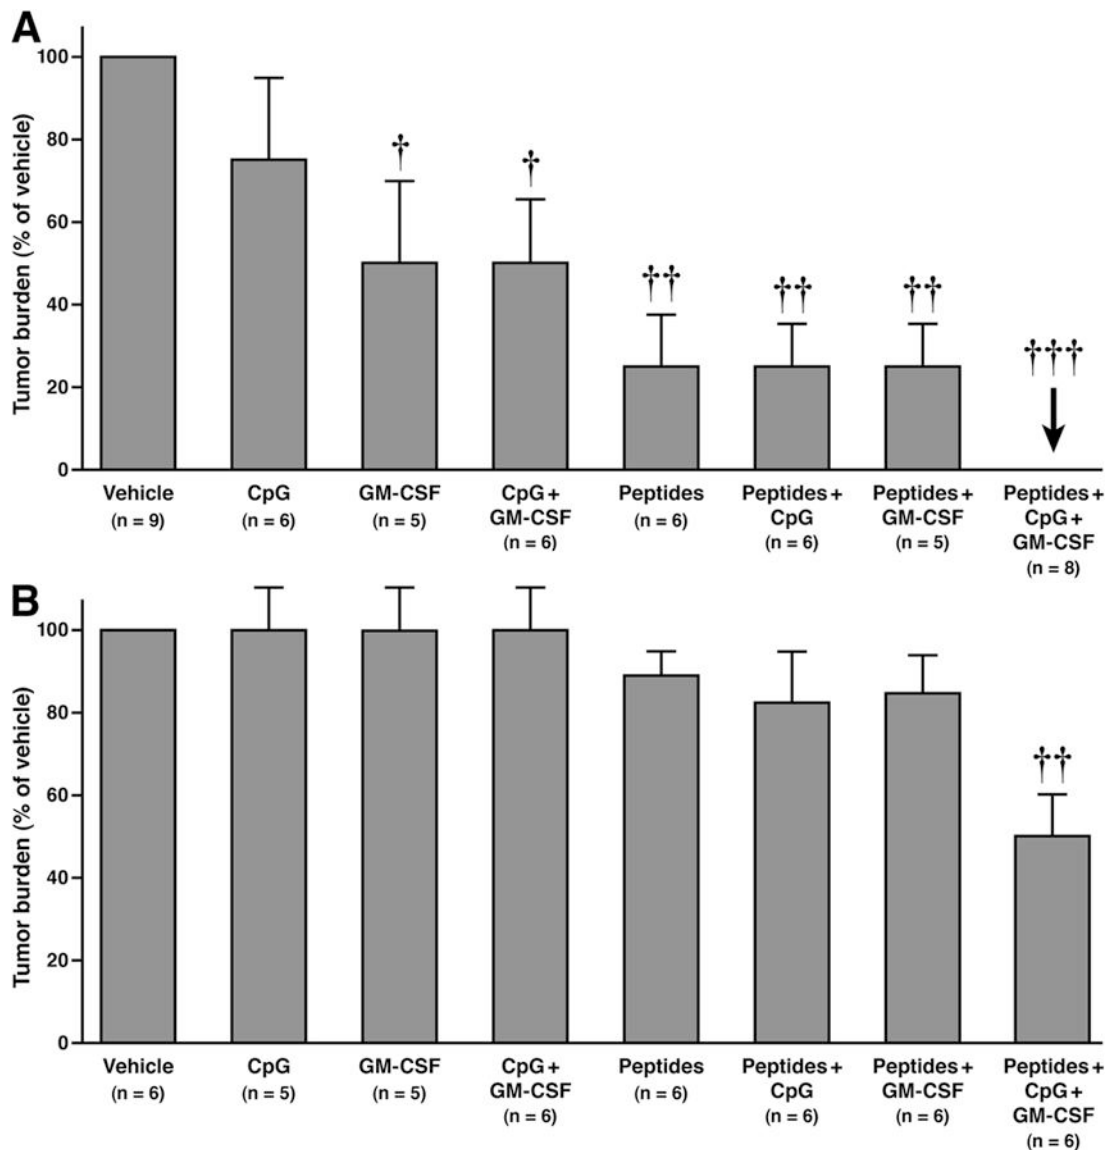 A
Tumor burden (% of vehicle)
100
80
60
40
20
0
† † †† †† †† †††
Vehicle CpG GM-CSF CpG + Peptides Peptides + Peptides + Peptides +
(n = 9) (n = 6) (n = 5) GM-CSF (n = 6) CpG GM-CSF CpG +
(n = 6) (n = 6) (n = 5) GM-CSF
(n = 8)
B
Tumor burden (% of vehicle)
100
80
60
40
20
0
††
Vehicle CpG GM-CSF CpG + Peptides Peptides + Peptides + Peptides +
(n = 6) (n = 5) (n = 5) GM-CSF (n = 6) CpG GM-CSF CpG +
(n = 6) (n = 6) (n = 6) GM-CSF
(n = 6)